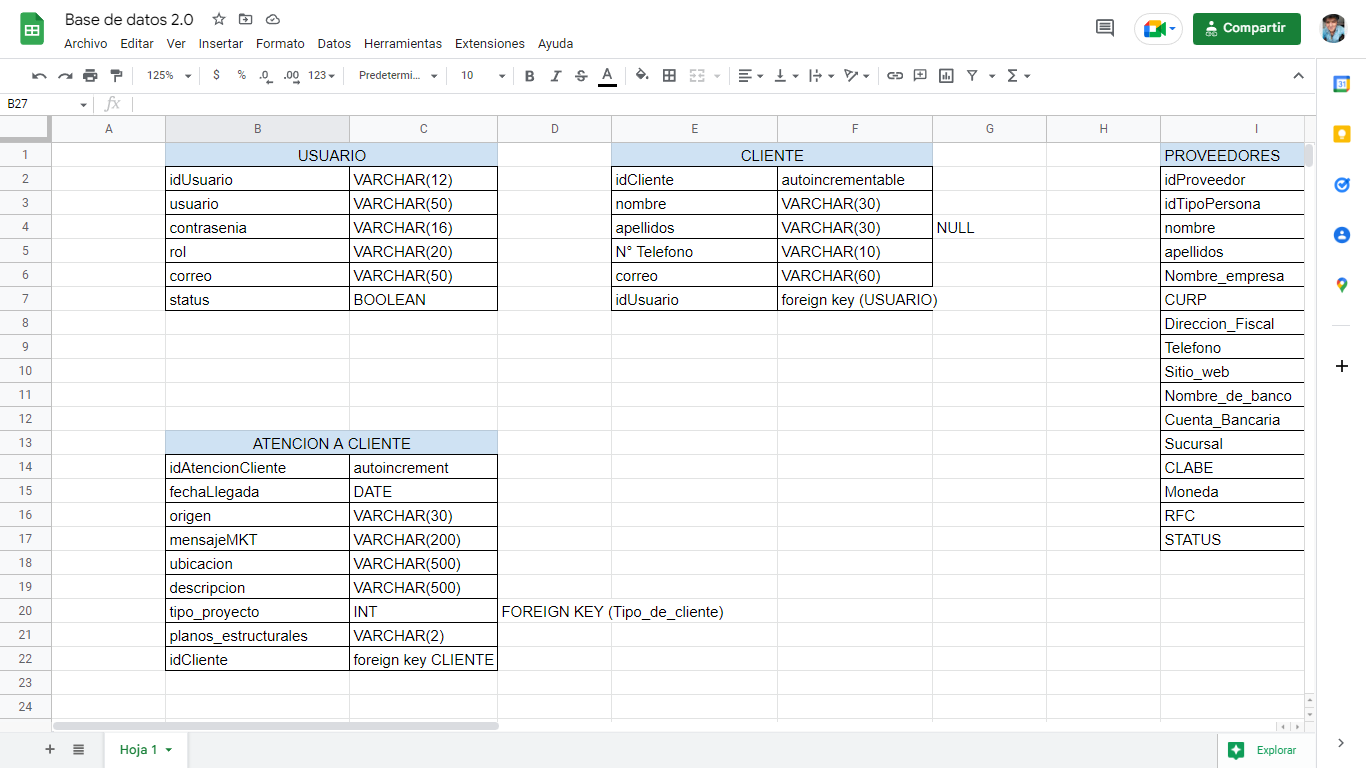 Base de datos 2.0
Archivo Editar Ver Insertar Formato Datos Herramientas Extensiones Ayuda
Compartir
125% $ % .0 .00 123 Predetermi... 10 B I S A
B27 fx
A B C D E F G H I
1 USUARIO CLIENTE PROVEEDORES
2 idUsuario VARCHAR(12) idCliente autoincrementable idProveedor
3 usuario VARCHAR(50) nombre VARCHAR(30) idTipoPersona
4 contrasenia VARCHAR(16) apellidos VARCHAR(30) NULL nombre
5 rol VARCHAR(20) N° Telefono VARCHAR(10) apellidos
6 correo VARCHAR(50) correo VARCHAR(60) Nombre_empresa
7 status BOOLEAN idUsuario foreign key (USUARIO) CURP
8 Direccion_Fiscal
9 Telefono
10 Sitio_web
11 Nombre_de_banco
12 Cuenta_Bancaria
13 ATENCION A CLIENTE Sucursal
14 idAtencionCliente autoincrement CLABE
15 fechaLlegada DATE Moneda
16 origen VARCHAR(30) RFC
17 mensajeMKT VARCHAR(200) STATUS
18 ubicacion VARCHAR(500)
19 descripcion VARCHAR(500)
20 tipo_proyecto INT FOREIGN KEY (Tipo_de_cliente)
21 planos_estructurales VARCHAR(2)
22 idCliente foreign key CLIENTE
23
24
Hoja 1
Explorar
31